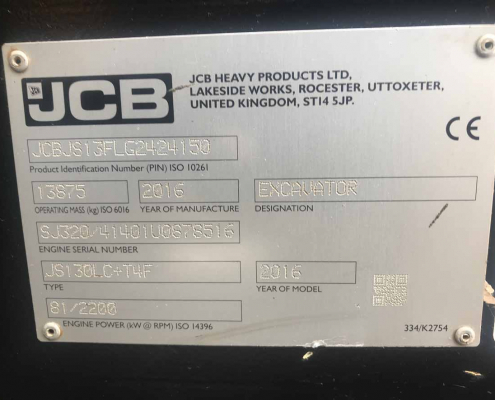 JCB
JCB HEAVY PRODUCTS LTD,
LAKESIDE WORKS, ROCESTER, UTTOXETER,
UNITED KINGDOM, ST14 5JP.
CE
JCBJS13FLG2424150
Product Identification Number (PIN) ISO 10261
13875 2016 EXCAVATOR
OPERATING MASS (kg) ISO 6016 YEAR OF MANUFACTURE DESIGNATION
SJ320/41401U0878516
ENGINE SERIAL NUMBER
JS130LC+T4F 2016
TYPE YEAR OF MODEL
81/2200
ENGINE POWER (kW @ RPM) ISO 14396 334/K2754